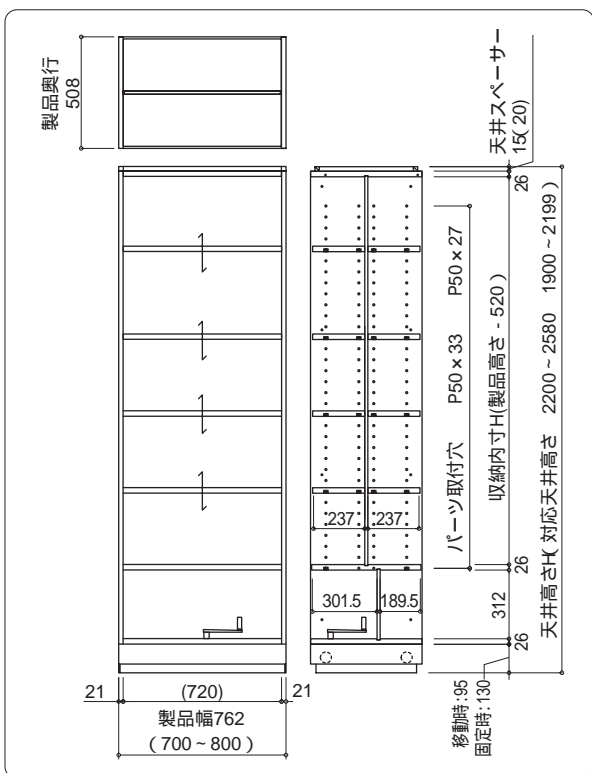 製品奥行
508
天井スペーサー
15(20)
26
パーツ取付穴 P50×33 P50×27
収納内寸H(製品高さ - 520 )
天井高さH( 対応天井高さ 2200~2580 1900~2199)
237
237
26
301.5
189.5
312
26
移動時:95
固定時:130
21
(720)
21
製品幅762
(700~800)